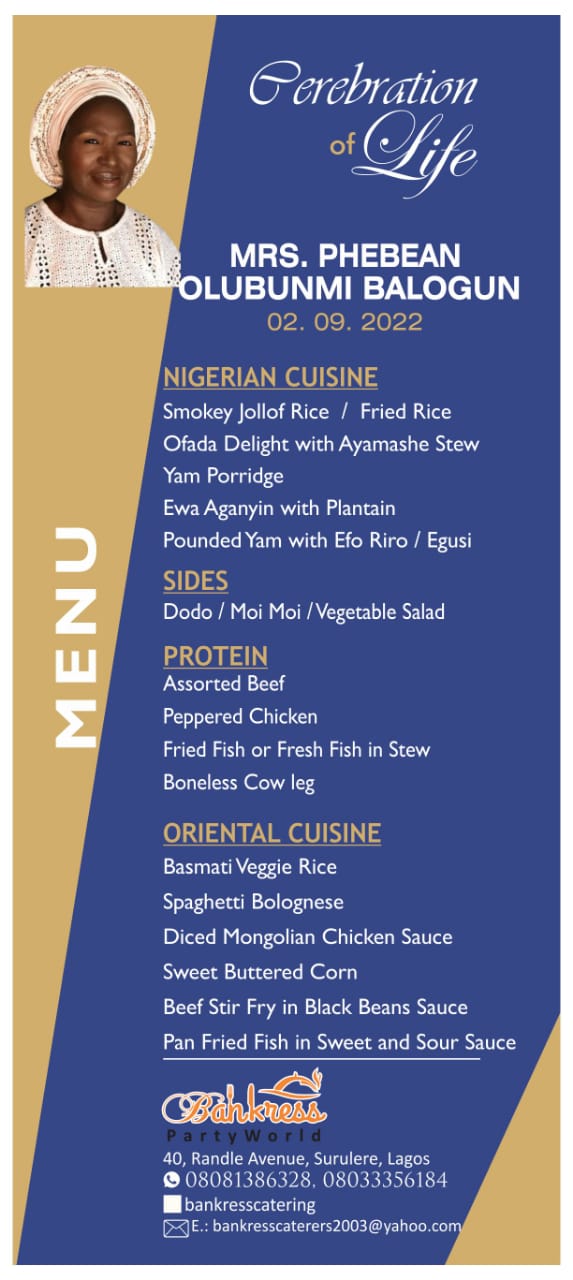 Cerebration
of Life
MRS. PHEBEAN
OLUBUNMI BALOGUN
02. 09. 2022
MENU
NIGERIAN CUISINE
Smokey Jollof Rice / Fried Rice
Ofada Delight with Ayamashe Stew
Yam Porridge
Ewa Aganyin with Plantain
Pounded Yam with Efo Riro / Egusi
SIDES
Dodo / Moi Moi / Vegetable Salad
PROTEIN
Assorted Beef
Peppered Chicken
Fried Fish or Fresh Fish in Stew
Boneless Cow leg
ORIENTAL CUISINE
Basmati Veggie Rice
Spaghetti Bolognese
Diced Mongolian Chicken Sauce
Sweet Buttered Corn
Beef Stir Fry in Black Beans Sauce
Pan Fried Fish in Sweet and Sour Sauce
Bankress
PartyWorld
40, Randle Avenue, Surulere, Lagos
08081386328, 08033356184
bankresscatering
E.: bankresscaterers2003@yahoo.com